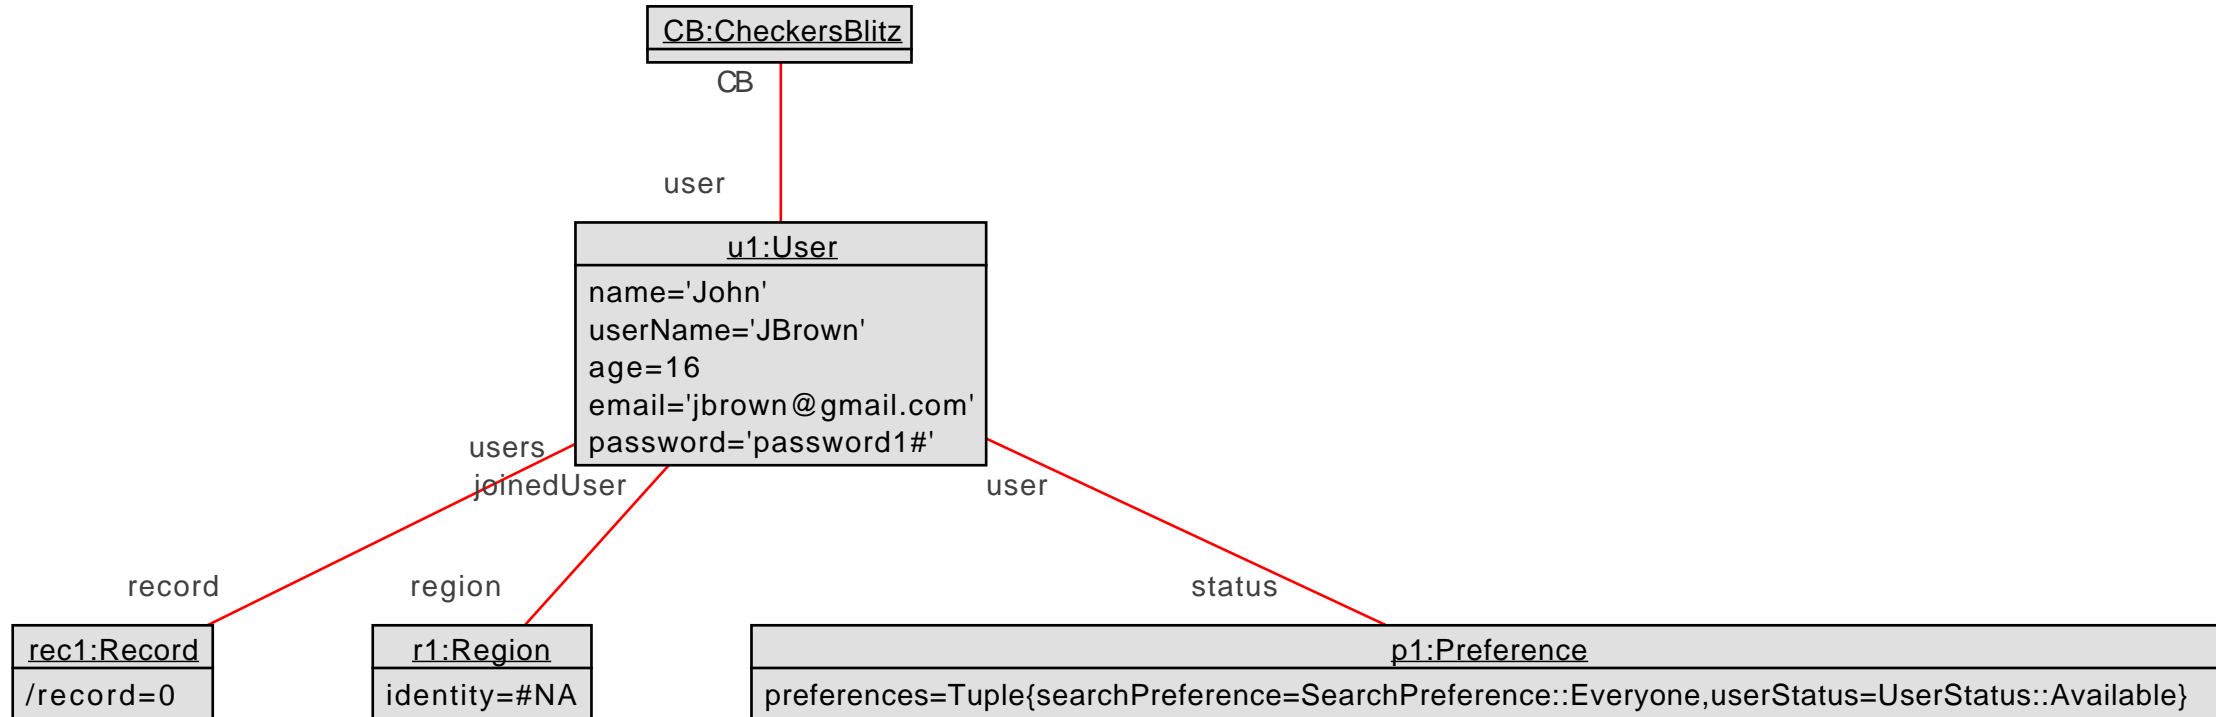 CB:CheckersBlitz
CB
user
u1:User
name='John'
userName='JBrown'
age=16
email='jbrown@gmail.com'
password='password1#'
users
joinedUser
user
record
region
status
rec1:Record
/record=0
r1:Region
identity=#NA
p1:Preference
preferences=Tuple{searchPreference=SearchPreference::Everyone,userStatus=UserStatus::Available}